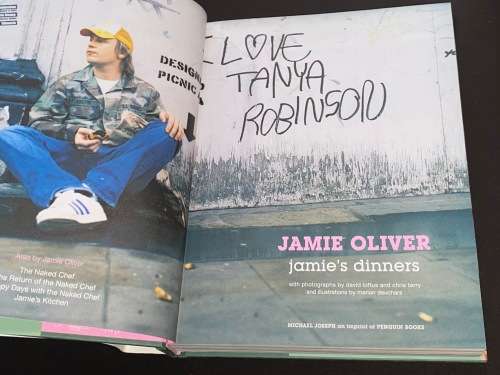 DESIGN
PICNIC
Also by Jamie Oliver
The Naked Chef
The Return of the Naked Chef
Days with the Naked Chef
Jamie's Kitchen
I LOVE
TANYA
ROBINSON
JAMIE OLIVER
jamie's dinners
with photographs by david loftus and chris terry
and illustrations by marion deuchars
MICHAEL JOSEPH an imprint of PENGUIN BOOKS